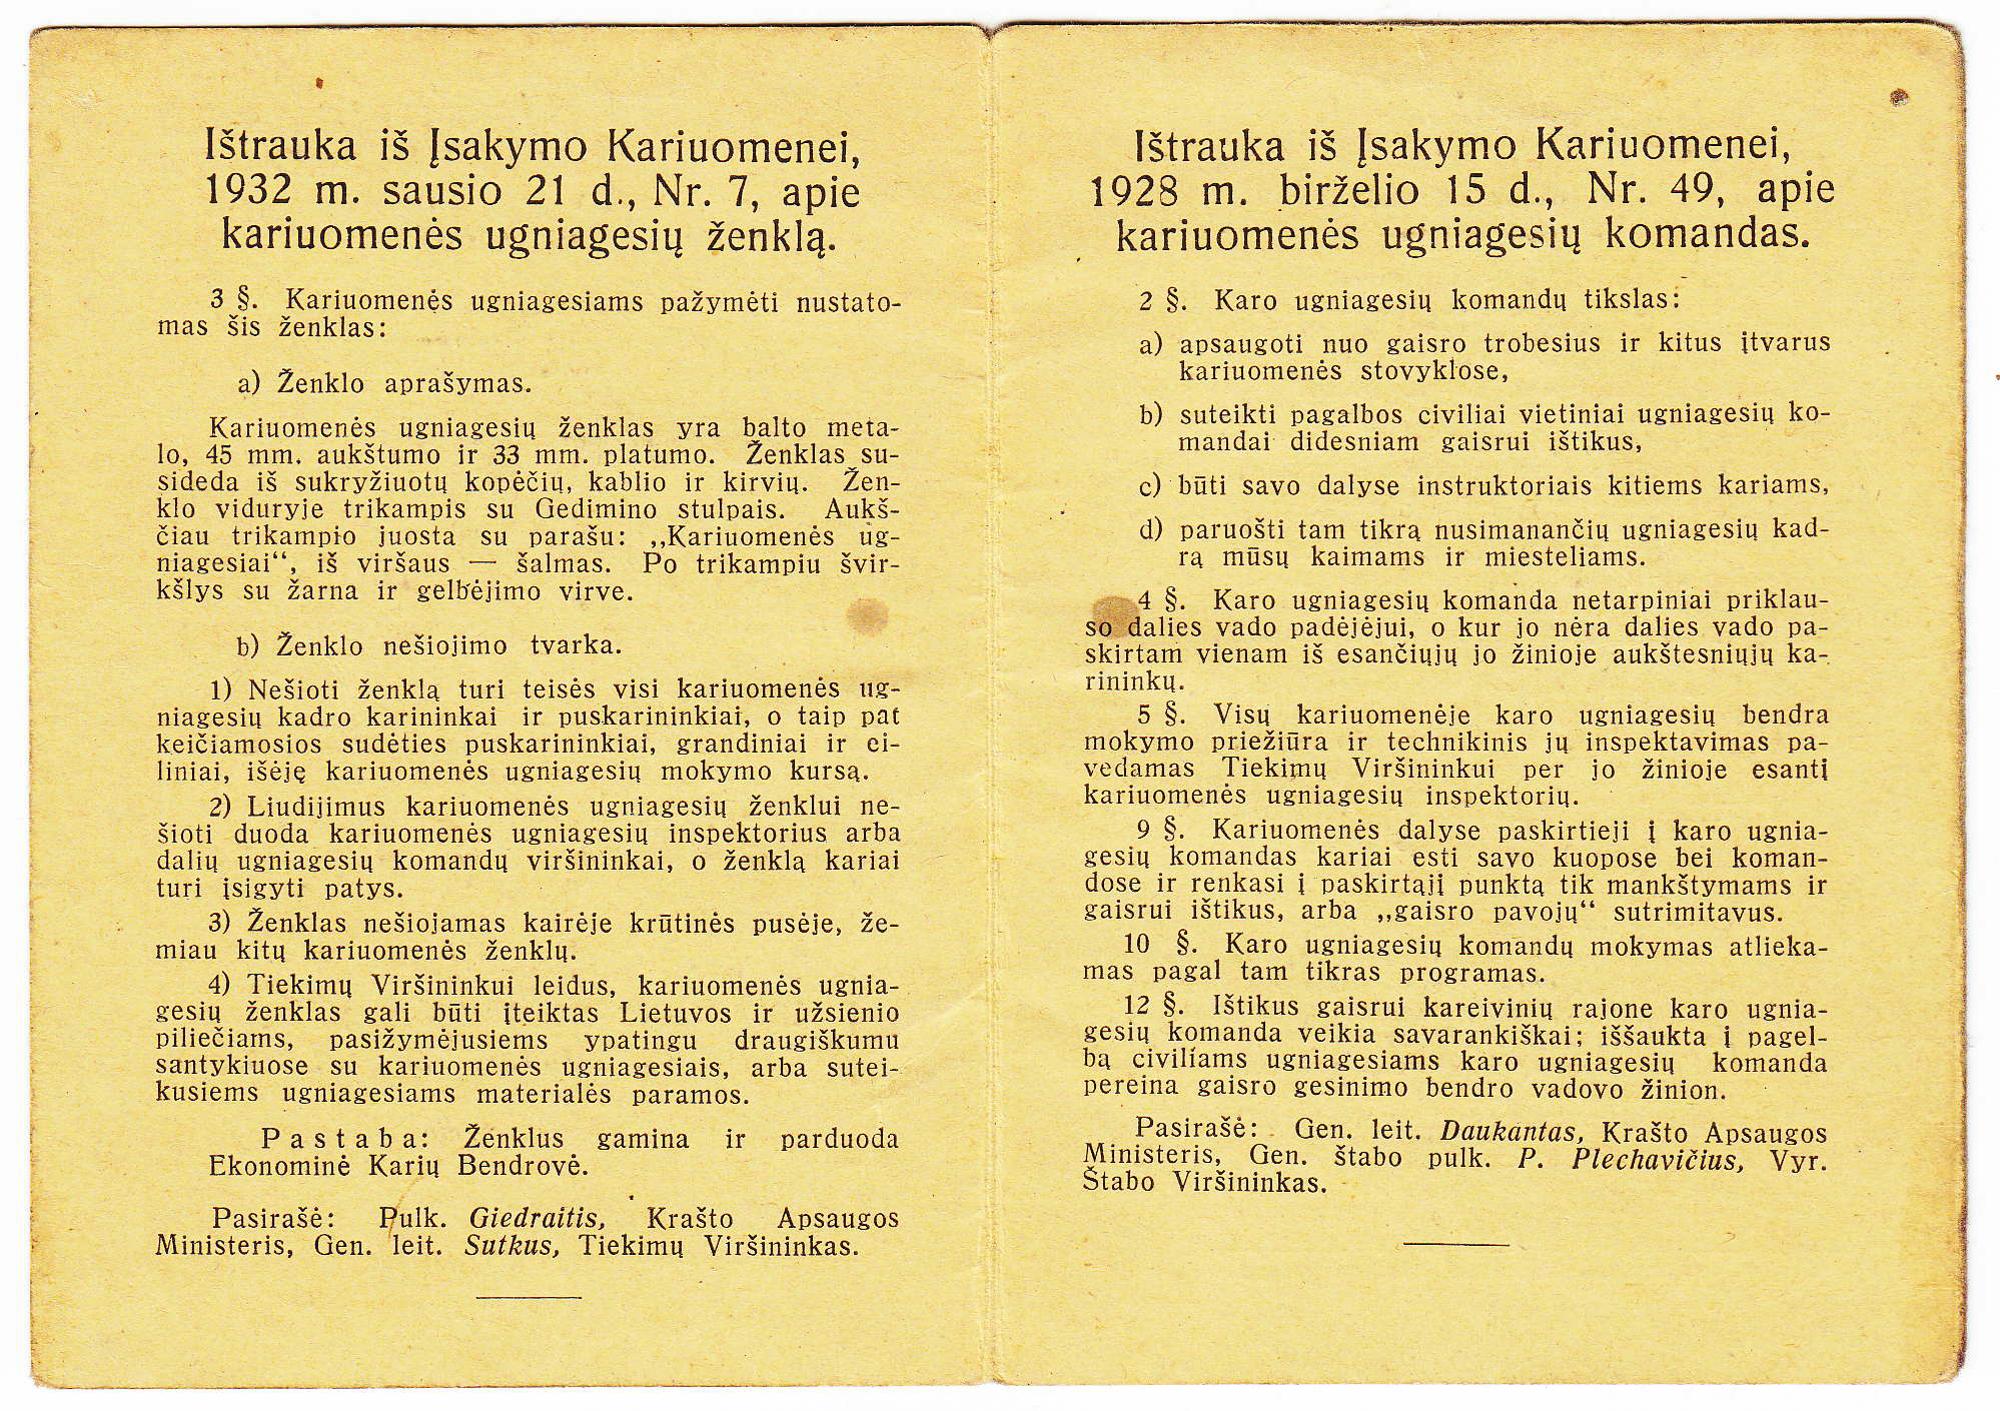 Ištrauka iš Įsakymo Kariuomenei,
1932 m. sausio 21 d., Nr. 7, apie
kariuomenės ugniagesių ženklą.
3 §. Kariuomenės ugniagesiams pažymėti nustato-
mas šis ženklas:
a) Ženklo aprašymas.
Kariuomenės ugniagesių ženklas yra balto meta-
lo, 45 mm. aukštumo ir 33 mm. platumo. Ženklas su-
sideda iš sukryžiuotų kopėčių, kablio ir kirvių. Žen-
klo viduryje trikampis su Gedimino stulpais. Aukš-
čiau trikampio juosta su parašu: „Kariuomenės ug-
niagesiai“, iš viršaus — šalmas. Po trikampiu švir-
kšlys su žarna ir gelbėjimo virve.
b) Ženklo nešiojimo tvarka.
1) Nešioti ženklą turi teisės visi kariuomenės ug-
niagesių kadro karininkai ir puskarininkiai, o taip pat
keičiamosios sudėties puskarininkiai, grandiniai ir ei-
liniai, išėję kariuomenės ugniagesių mokymo kursą.
2) Liudijimus kariuomenės ugniagesių ženklui ne-
šioti duoda kariuomenės ugniagesių inspektorius arba
dalių ugniagesių komandų viršininkai, o ženklą kariai
turi įsigyti patys.
3) Ženklas nešiojamas kairėje krūtinės pusėje, že-
miau kitų kariuomenės ženklų.
4) Tiekimų Viršininkui leidus, kariuomenės ugnia-
gesių ženklas gali būti įteiktas Lietuvos ir užsienio
piliečiams, pasižymėjusiems ypatingu draugiškumu
santykiuose su kariuomenės ugniagesiais, arba sutei-
kusiems ugniagesiams materialės paramos.
Pastaba: Ženklus gamina ir parduoda
Ekonominė Karių Bendrovė.
Pasirašė: Pulk. Giedraitis, Krašto Apsaugos
Ministeris, Gen. leit. Sutkus, Tiekimų Viršininkas.
Ištrauka iš Įsakymo Kariuomenei,
1928 m. birželio 15 d., Nr. 49, apie
kariuomenės ugniagesių komandas.
2 §. Karo ugniagesių komandų tikslas:
a) apsaugoti nuo gaisro trobesius ir kitus įtvarus
kariuomenės stovyklose,
b) suteikti pagalbos civiliai vietiniai ugniagesių ko-
mandai didesniam gaisrui ištikus,
c) būti savo dalyse instruktoriais kitiems kariams,
d) paruošti tam tikrą nusimanančių ugniagesių kad-
rą mūsų kaimams ir miesteliams.
4 §. Karo ugniagesių komanda netarpiniai priklau-
so dalies vado padėjėjui, o kur jo nėra dalies vado pa-
skirtam vienam iš esančiųjų jo žinioje aukštesniųjų ka-
rininkų.
5 §. Visų kariuomenėje karo ugniagesių bendra
mokymo priežiūra ir technikinis jų inspektavimas pa-
vedamas Tiekimų Viršininkui per jo žinioje esantį
kariuomenės ugniagesių inspektorių.
9 §. Kariuomenės dalyse paskirtieji į karo ugnia-
gesių komandas kariai esti savo kuopose bei koman-
dose ir renkasi į paskirtąjį punktą tik mankštymams ir
gaisrui ištikus, arba „gaisro pavojų“ sutrimitavus.
10 §. Karo ugniagesių komandų mokymas atlieka-
mas pagal tam tikras programas.
12 §. Ištikus gaisrui kareivinių rajone karo ugnia-
gesių komanda veikia savarankiškai; iššaukta į pagel-
bą civiliams ugniagesiams karo ugniagesių komanda
pereina gaisro gesinimo bendro vadovo žinion.
Pasirašė: Gen. leit. Daukantas, Krašto Apsaugos
Ministeris, Gen. štabo pulk. P. Plechavičius, Vyr.
Štabo Viršininkas.